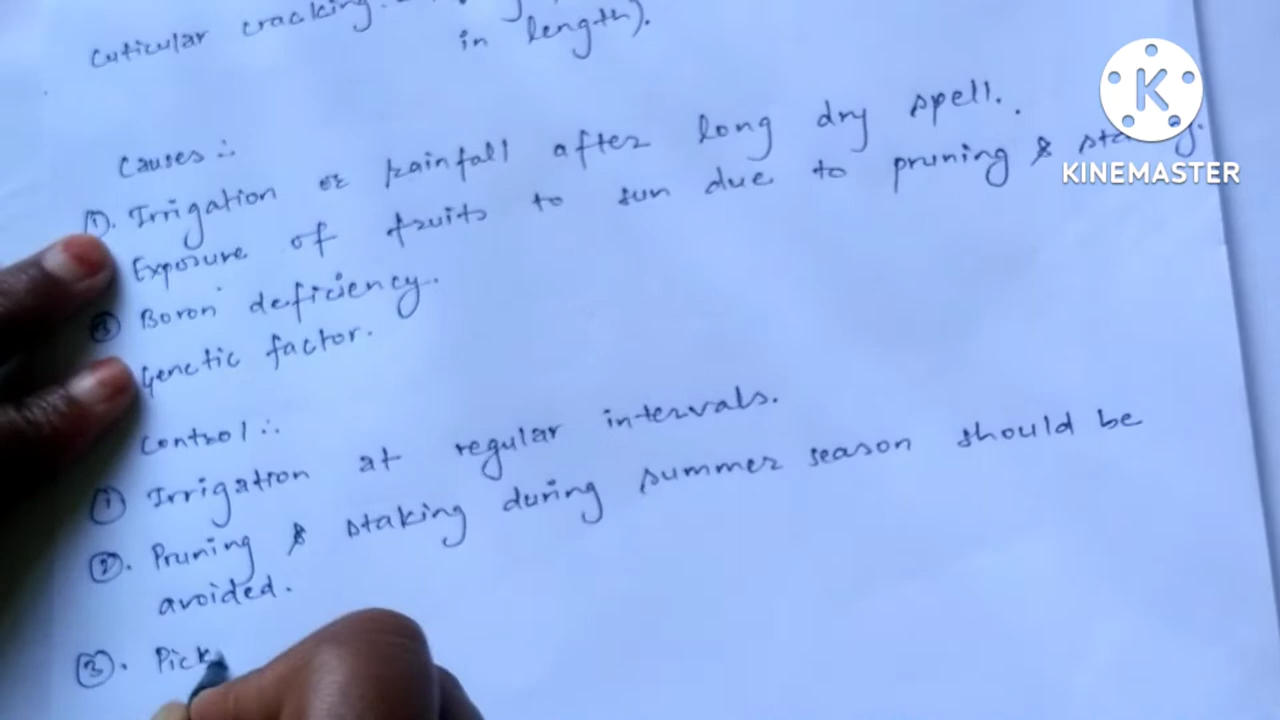 cuticular cracking.
in length).
Causes :-
①. Irrigation or rainfall after long dry spell.
Exposure of fruits to sun due to pruning &
③ Boron deficiency.
Genetic factor.
Control :-
① Irrigation at regular intervals.
②. Pruning & staking during summer season should be
avoided.
③. Pick
K
KINEMASTER